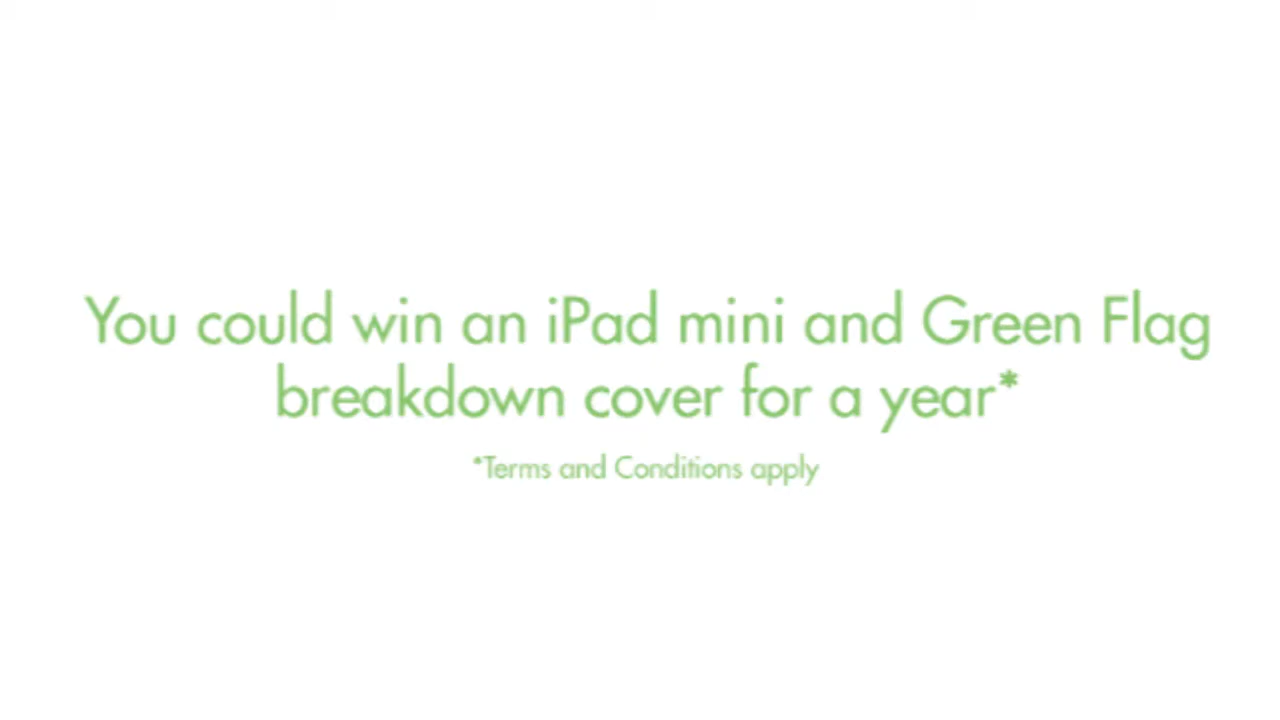 You could win an iPad mini and Green Flag
breakdown cover for a year*
*Terms and Conditions apply